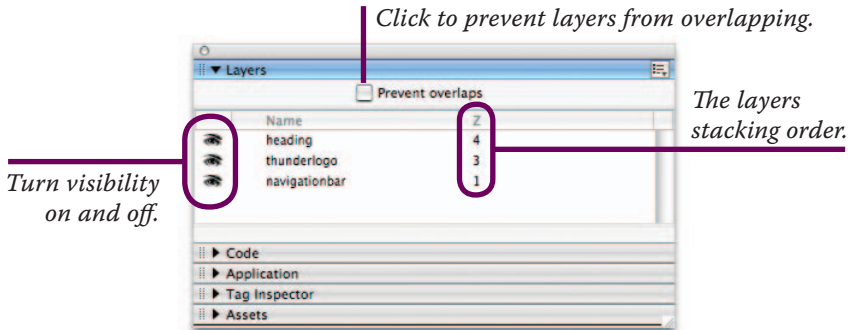 Click to prevent layers from overlapping.
Layers
Prevent overlaps
The layers
stacking order.
Name Z
heading 4
thunderlogo 3
navigationbar 1
Turn visibility
on and off.
Code
Application
Tag Inspector
Assets